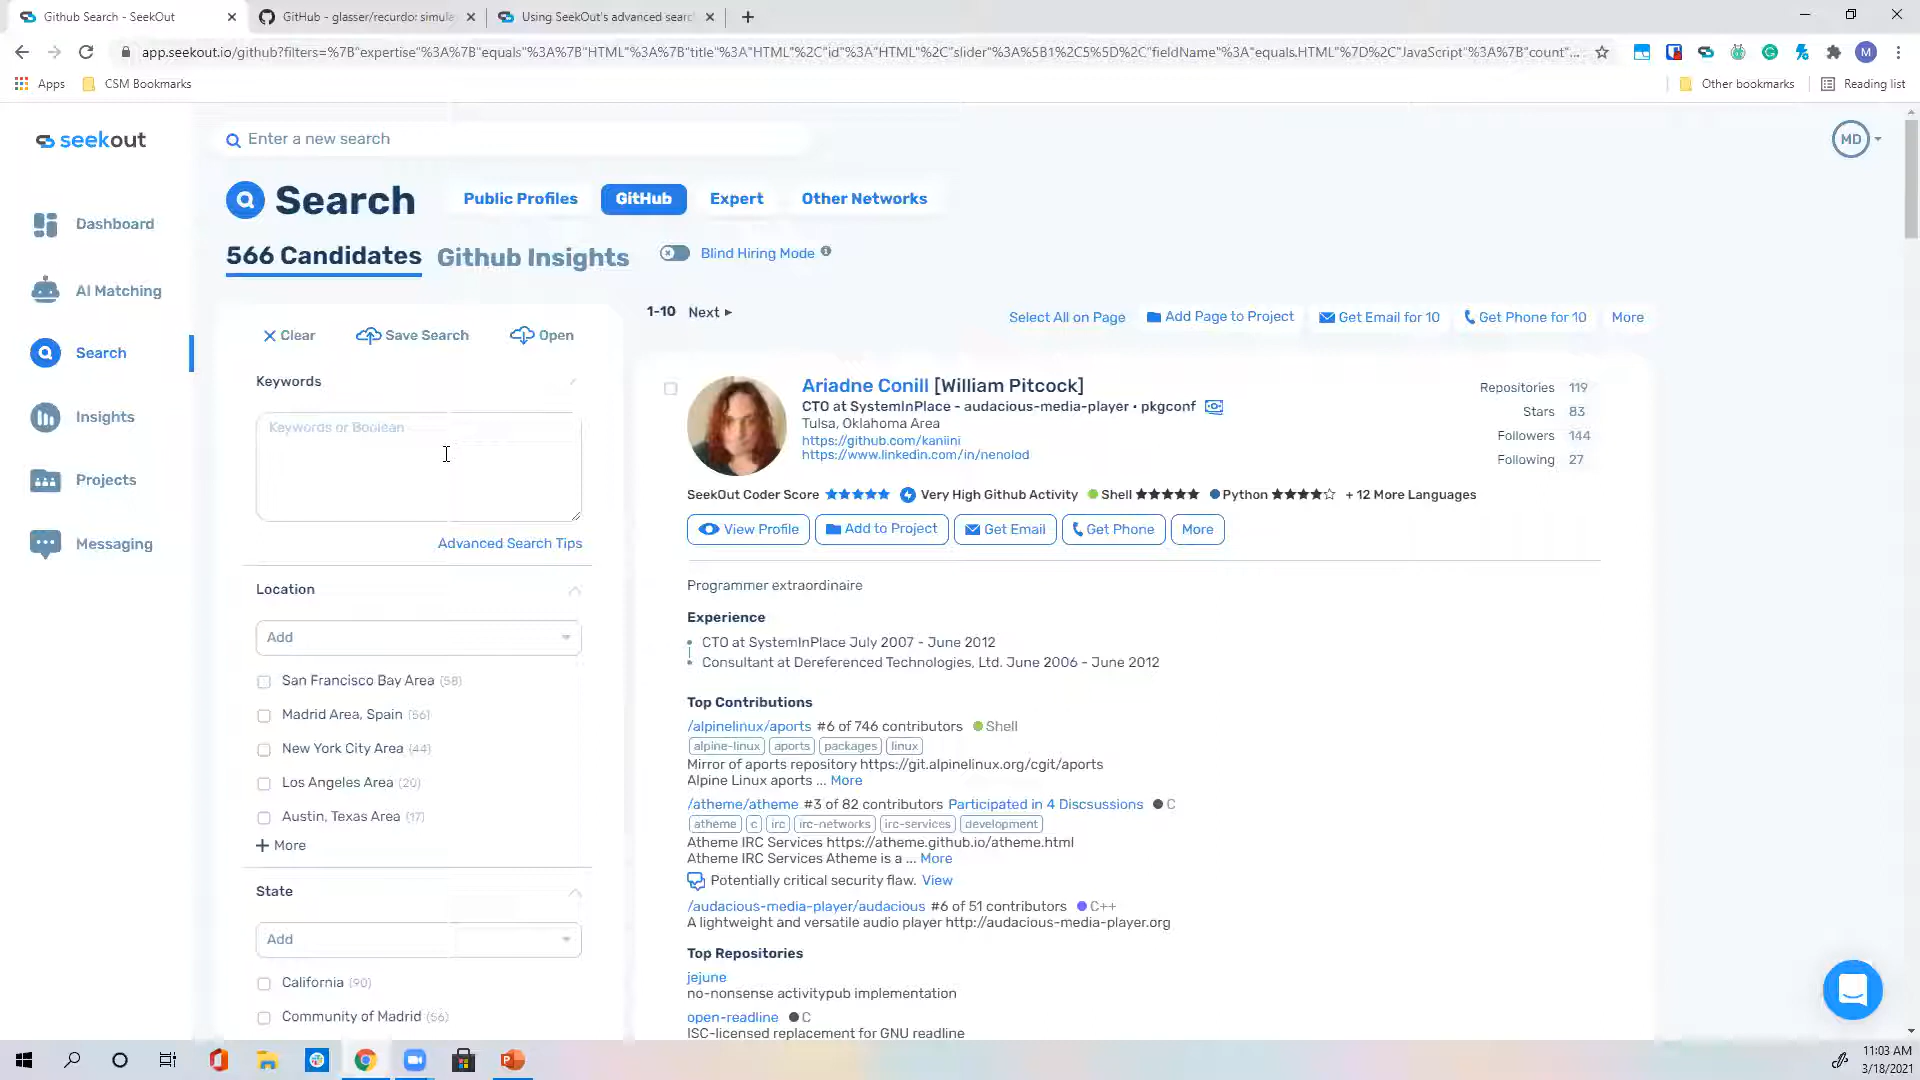 Github Search - SeekOut
GitHub - glasser/recurdor: simula
Using SeekOut's advanced searc
app.seekout.io/github?filters=%7B"expertise"%3A%7B"equals"%3A%7B"HTML"%3A%7B"title"%3A"HTML"%2C"id"%3A"HTML"%2C"slider"%3A%5B1%2C5%5D%2C"fieldName"%3A"equals.HTML"%7D%2C"JavaScript"%3A%7B"count"...
M
Apps
CSM Bookmarks
Other bookmarks
Reading list
seekout
Enter a new search
MD
Search
Public Profiles
GitHub
Expert
Other Networks
Dashboard
AI Matching
Search
Insights
Projects
Messaging
566 Candidates
Github Insights
Blind Hiring Mode
Clear
Save Search
Open
Keywords
Keywords or Boolean
Advanced Search Tips
Location
Add
San Francisco Bay Area (58)
Madrid Area, Spain (56)
New York City Area (44)
Los Angeles Area (20)
Austin, Texas Area (17)
+ More
State
Add
California (90)
Community of Madrid (56)
1-10 Next ▸
Select All on Page
Add Page to Project
Get Email for 10
Get Phone for 10
More
Ariadne Conill [William Pitcock]
CTO at SystemInPlace - audacious-media-player • pkgconf
Tulsa, Oklahoma Area
https://github.com/kaniini
https://www.linkedin.com/in/nenolod
Repositories 119
Stars 83
Followers 144
Following 27
SeekOut Coder Score ★★★★★ Very High Github Activity Shell ★★★★★ Python ★★★★☆ + 12 More Languages
View Profile
Add to Project
Get Email
Get Phone
More
Programmer extraordinaire
Experience
CTO at SystemInPlace July 2007 - June 2012
Consultant at Dereferenced Technologies, Ltd. June 2006 - June 2012
Top Contributions
/alpinelinux/aports #6 of 746 contributors Shell
alpine-linux aports packages linux
Mirror of aports repository https://git.alpinelinux.org/cgit/aports
Alpine Linux aports ... More
/atheme/atheme #3 of 82 contributors Participated in 4 Discsussions C
atheme c irc irc-networks irc-services development
Atheme IRC Services https://atheme.github.io/atheme.html
Atheme IRC Services Atheme is a ... More
Potentially critical security flaw. View
/audacious-media-player/audacious #6 of 51 contributors C++
A lightweight and versatile audio player http://audacious-media-player.org
Top Repositories
jejune
no-nonsense activitypub implementation
open-readline C
ISC-licensed replacement for GNU readline
11:03 AM
3/18/2021